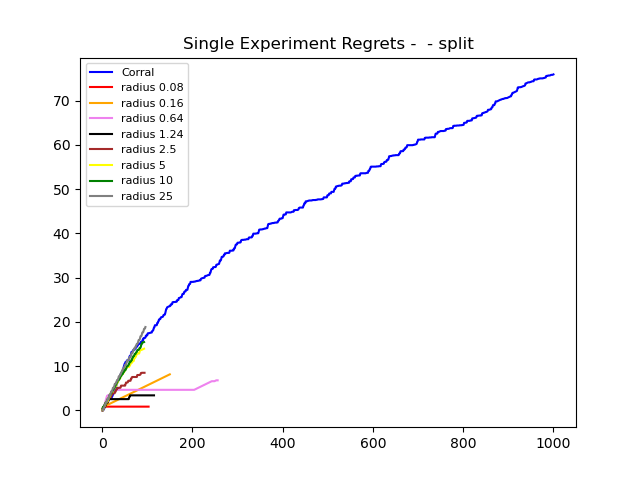 Single Experiment Regrets -  - split
Corral
radius 0.08
radius 0.16
radius 0.64
radius 1.24
radius 2.5
radius 5
radius 10
radius 25
70
60
50
40
30
20
10
0
0 200 400 600 800 1000